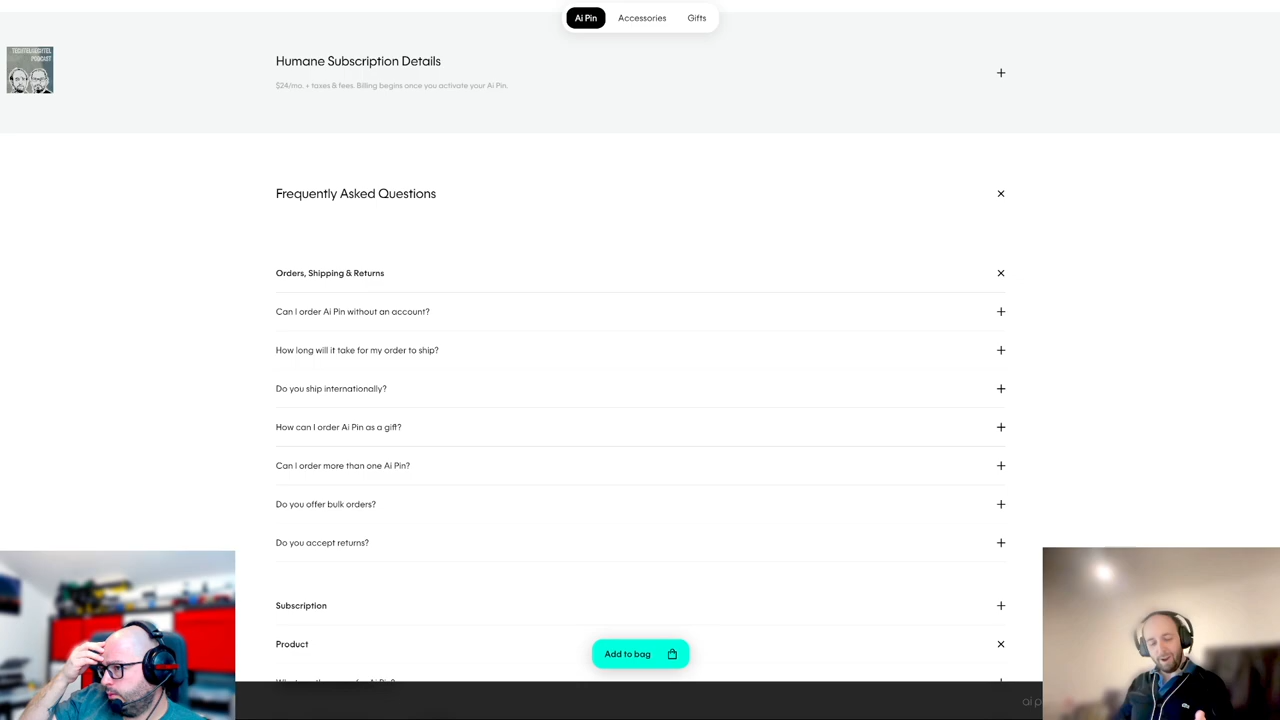 Ai Pin
Accessories
Gifts
TECHTELMECHTEL
PODCAST
Humane Subscription Details
$24/mo. + taxes & fees. Billing begins once you activate your Ai Pin.
Frequently Asked Questions
Orders, Shipping & Returns
Can I order Ai Pin without an account?
How long will it take for my order to ship?
Do you ship internationally?
How can I order Ai Pin as a gift?
Can I order more than one Ai Pin?
Do you offer bulk orders?
Do you accept returns?
Subscription
Product
Add to bag
ai p